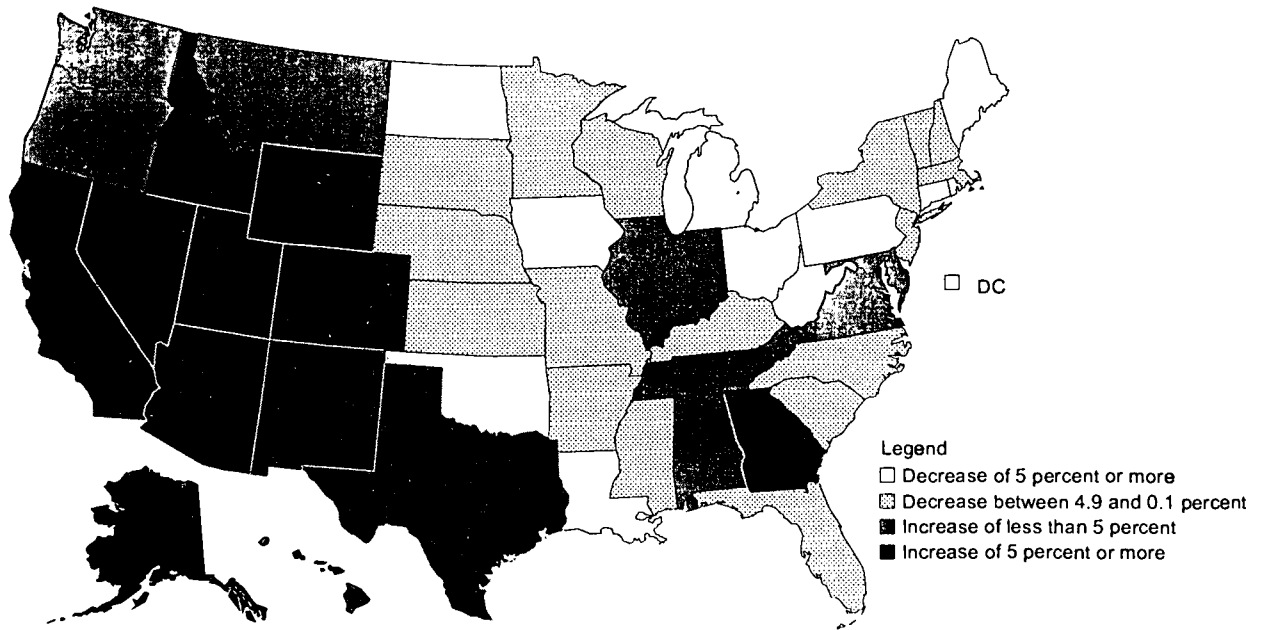 DC
Legend
Decrease of 5 percent or more
Decrease between 4.9 and 0.1 percent
Increase of less than 5 percent
Increase of 5 percent or more